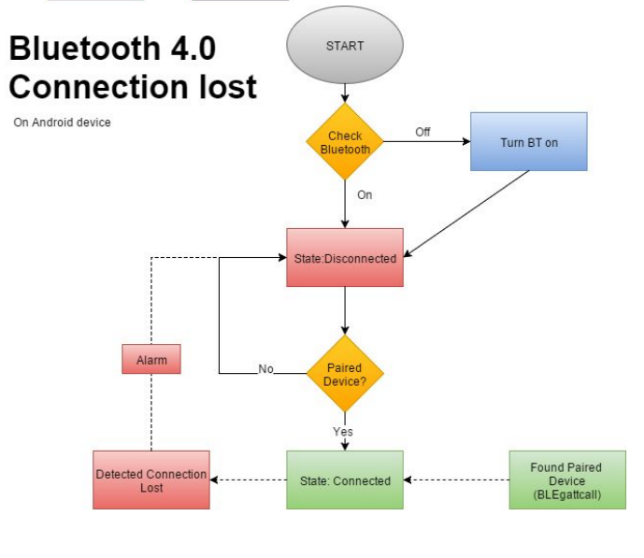 Bluetooth 4.0
Connection lost
On Android device
START
Check
Bluetooth
Off
Turn BT on
On
State:Disconnected
Alarm
No
Paired
Device?
Yes
Detected Connection
Lost
State: Connected
Found Paired
Device
(BLEgattcall)